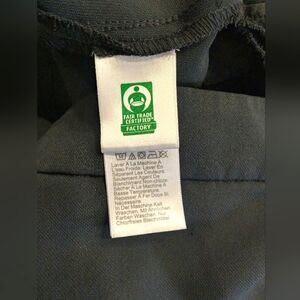 FAIR TRADE
CERTIFIED
FACTORY
Laver À La Machine À
L'eau Froide. Laver En
Séparant Les Couleurs.
Seulement Agent De
Blanchiment Non-chloré.
Sécher À La Machine À
Basse Température.
Repasser À Fer Doux Si
Nécessaire.
In Der Maschine Kalt
Waschen. Mit Ähnlichen
Farben Waschen. Nur
Chlorfreies Bleichmittel